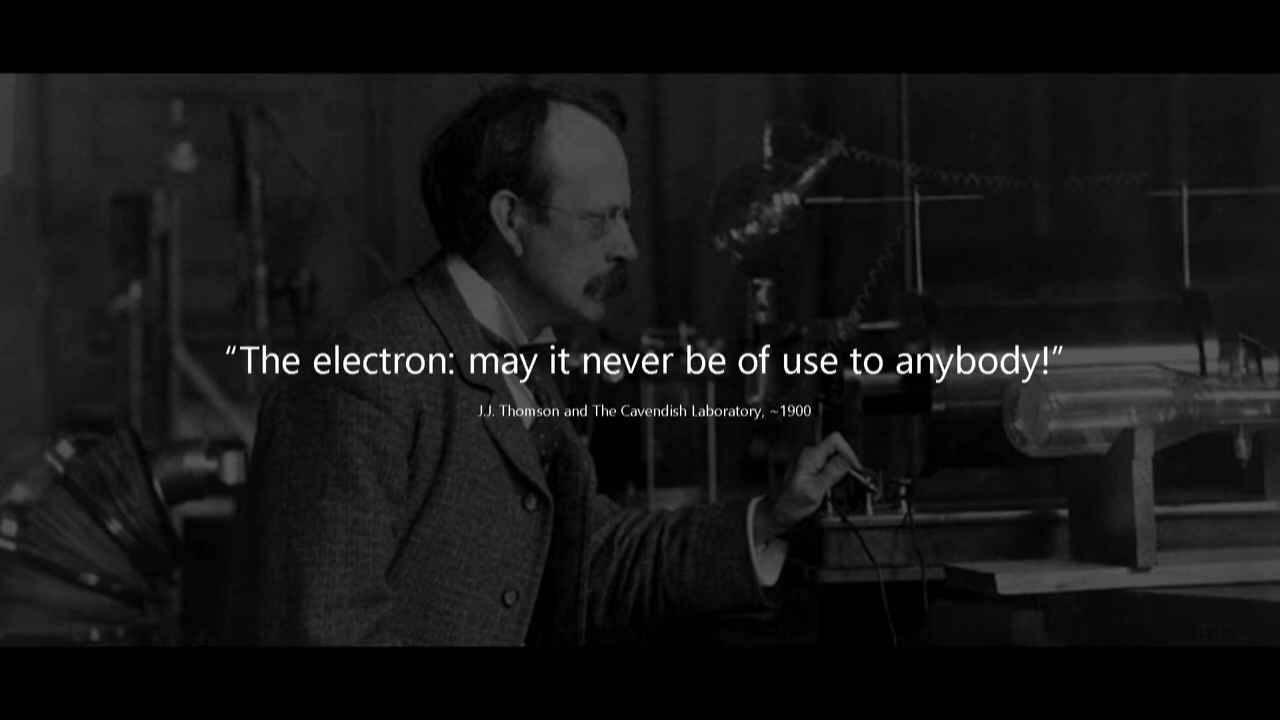 “The electron: may it never be of use to anybody!”
J.J. Thomson and The Cavendish Laboratory, ~1900